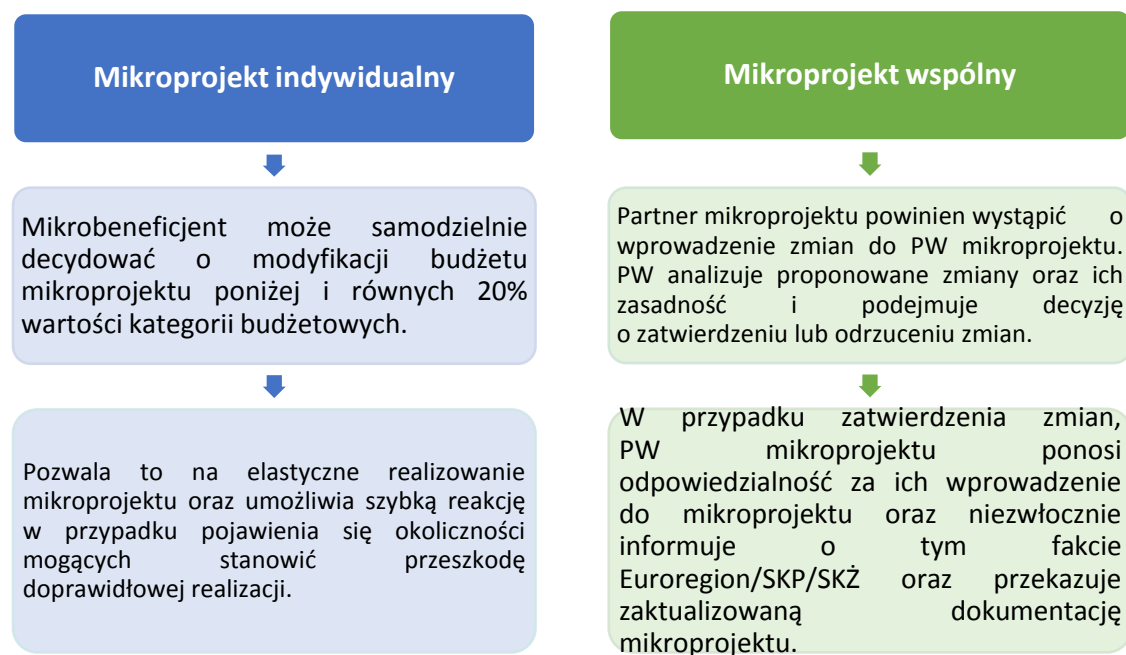 Mikroprojekt indywidualny
Mikrobeneficjent może samodzielnie
decydować o modyfikacji budżetu
mikroprojektu poniżej i równych 20%
wartości kategorii budżetowych.
Pozwala to na elastyczne realizowanie
mikroprojektu oraz umożliwia szybką reakcję
w przypadku pojawienia się okoliczności
mogących stanowić przeszkodę
doprawidłowej realizacji.
Mikroprojekt wspólny
Partner mikroprojektu powinien wystąpić o
wprowadzenie zmian do PW mikroprojektu.
PW analizuje proponowane zmiany oraz ich
zasadność i podejmuje decyzję
o zatwierdzeniu lub odrzuceniu zmian.
W przypadku zatwierdzenia zmian,
PW mikroprojektu ponosi
odpowiedzialność za ich wprowadzenie
do mikroprojektu oraz niezwłocznie
informuje o tym fakcie
Euroregion/SKP/SKŻ oraz przekazuje
zaktualizowaną dokumentację
mikroprojektu.